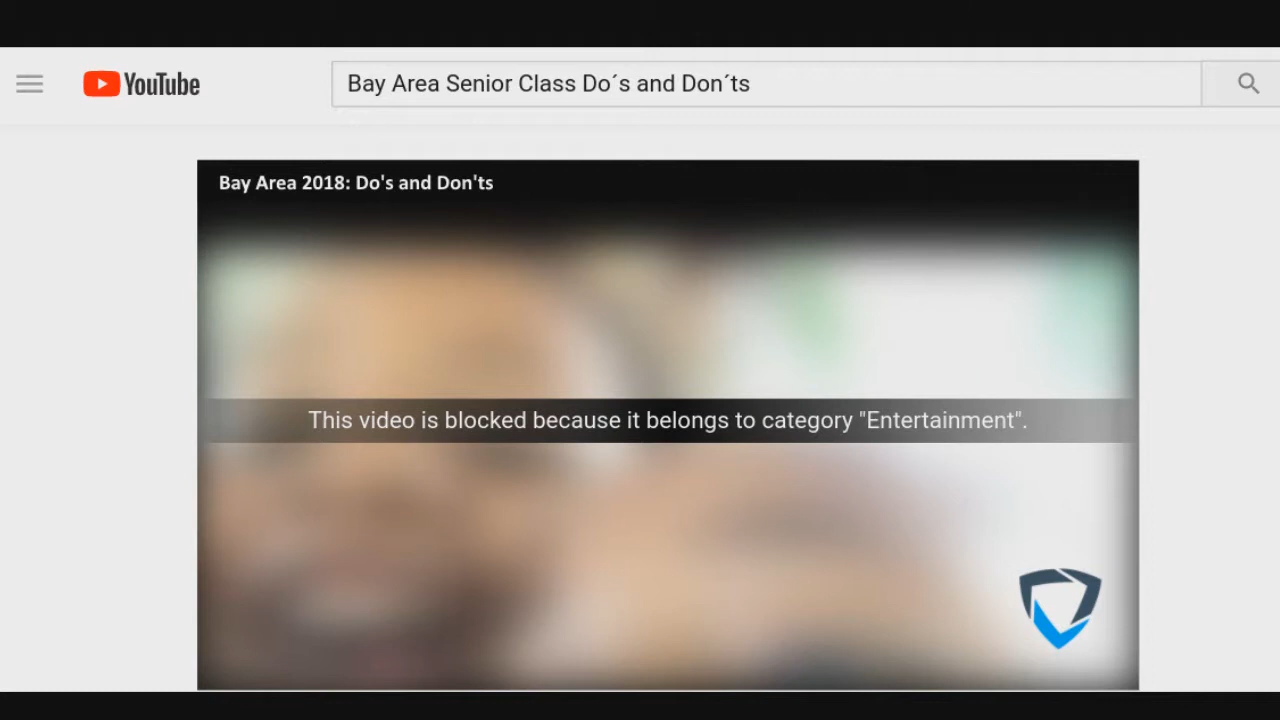 YouTube
Bay Area Senior Class Do´s and Don´ts
Bay Area 2018: Do's and Don'ts
This video is blocked because it belongs to category "Entertainment".